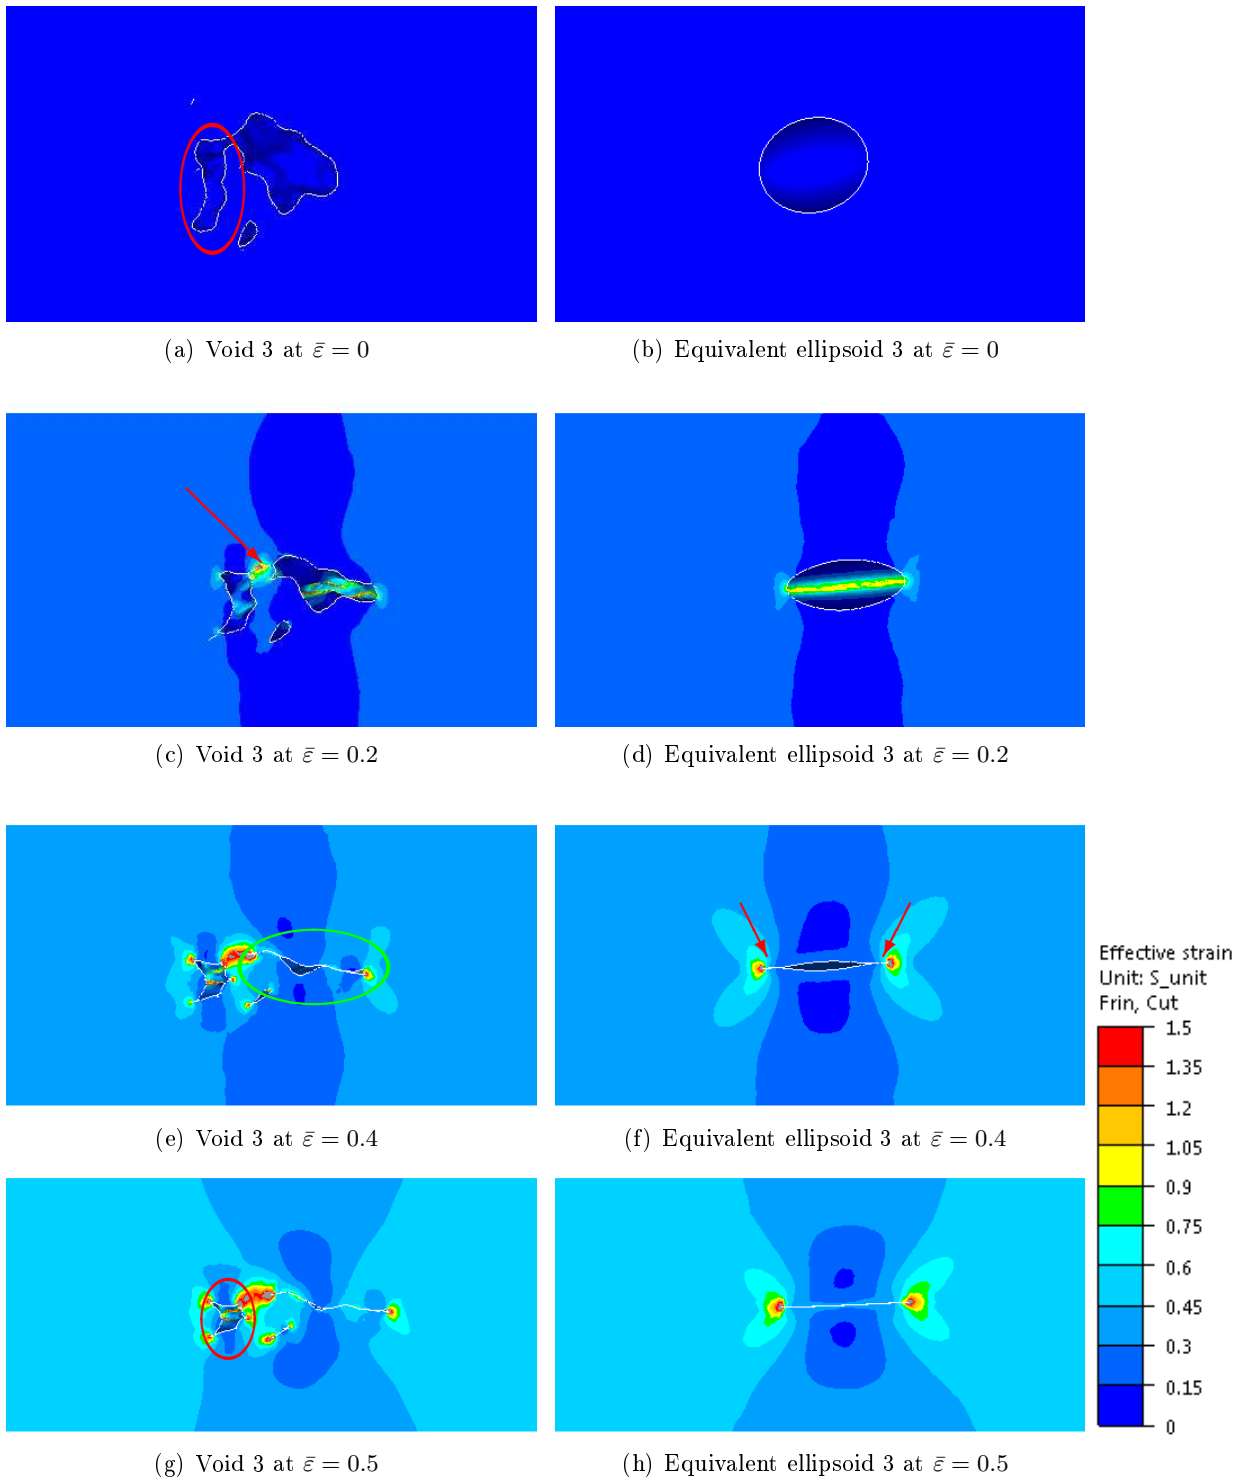 (a) Void 3 at ε̄ = 0
(b) Equivalent ellipsoid 3 at ε̄ = 0
(c) Void 3 at ε̄ = 0.2
(d) Equivalent ellipsoid 3 at ε̄ = 0.2
(e) Void 3 at ε̄ = 0.4
(f) Equivalent ellipsoid 3 at ε̄ = 0.4
(g) Void 3 at ε̄ = 0.5
(h) Equivalent ellipsoid 3 at ε̄ = 0.5
Effective strain
Unit: S_unit
Frin, Cut
1.5
1.35
1.2
1.05
0.9
0.75
0.6
0.45
0.3
0.15
0